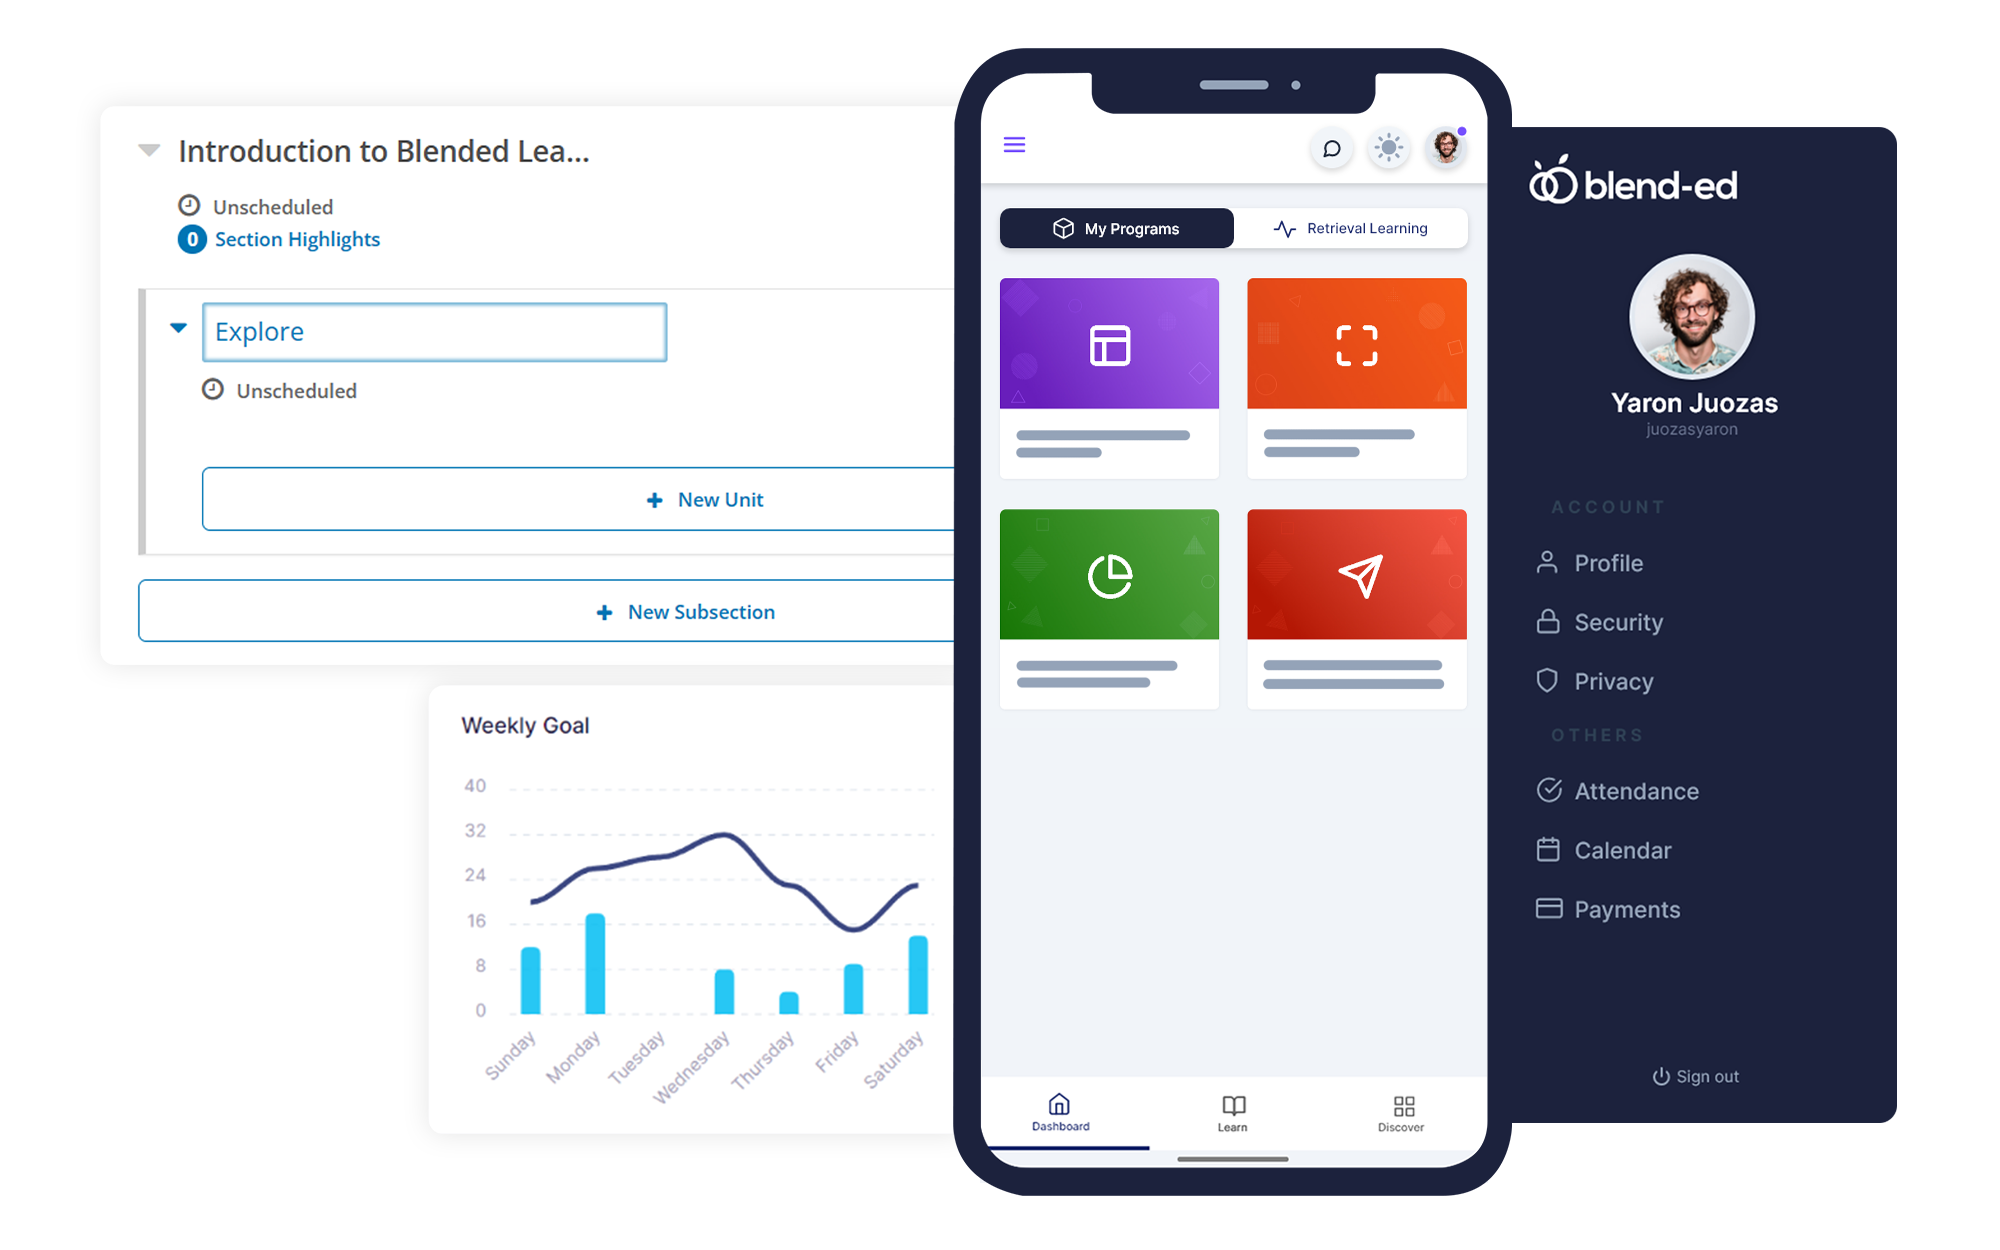 Introduction to Blended Lea...
Unscheduled
0 Section Highlights
Explore
Unscheduled
+ New Unit
+ New Subsection
Weekly Goal
40
32
24
16
8
0
Sunday
Monday
Tuesday
Wednesday
Thursday
Friday
Saturday
My Programs
Retrieval Learning
Dashboard
Learn
Discover
blend-ed
Yaron Juozas
juozasyaron
ACCOUNT
Profile
Security
Privacy
OTHERS
Attendance
Calendar
Payments
Sign out